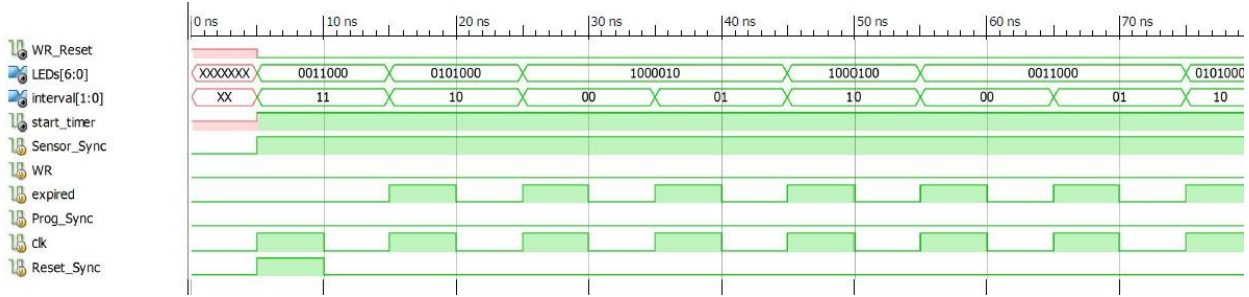 0 ns 10 ns 20 ns 30 ns 40 ns 50 ns 60 ns 70 ns
WR_Reset
LEDs[6:0] XXXXXXX 0011000 0101000 1000010 1000100 0011000 0101000
interval[1:0] XX 11 10 00 01 10 00 01 10
start_timer
Sensor_Sync
WR
expired
Prog_Sync
clk
Reset_Sync